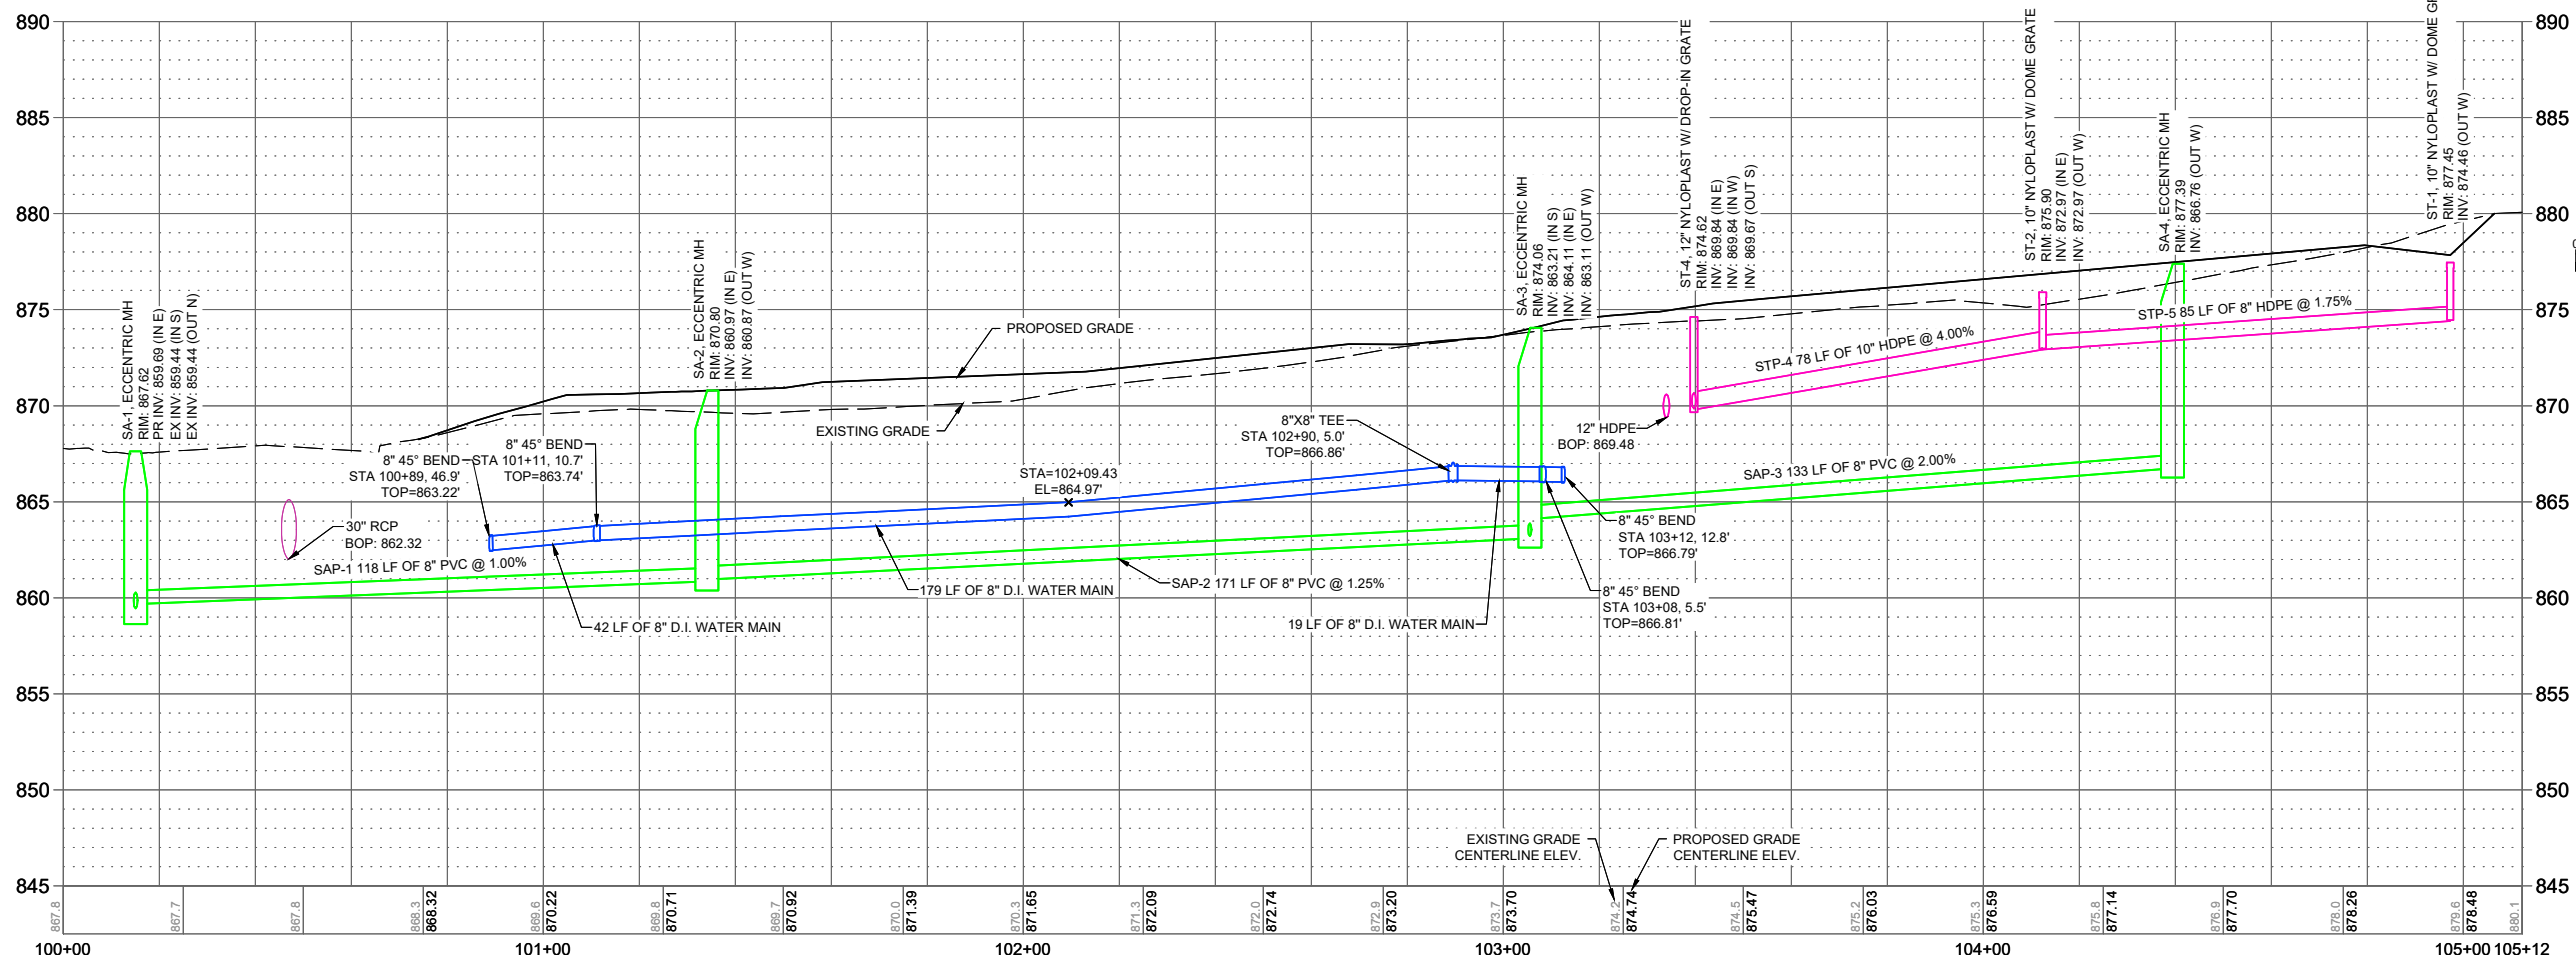 890
885
880
875
870
865
860
855
850
845
SA-1, ECCENTRIC MH
RIM: 867.62
PR INV: 859.69 (IN E)
EX INV: 859.44 (IN S)
EX INV: 859.44 (OUT N)
30" RCP
BOP: 862.32
8" 45° BEND
STA 100+89, 46.9'
TOP=863.22'
8" 45° BEND
STA 101+11, 10.7'
TOP=863.74'
SAP-1 118 LF OF 8" PVC @ 1.00%
42 LF OF 8" D.I. WATER MAIN
SA-2, ECCENTRIC MH
RIM: 870.80
INV: 860.97 (IN E)
INV: 860.87 (OUT W)
PROPOSED GRADE
EXISTING GRADE
179 LF OF 8" D.I. WATER MAIN
STA=102+09.43
EL=864.97'
SAP-2 171 LF OF 8" PVC @ 1.25%
8"X8" TEE
STA 102+90, 5.0'
TOP=866.86'
19 LF OF 8" D.I. WATER MAIN
SA-3, ECCENTRIC MH
RIM: 874.06
INV: 863.21 (IN S)
INV: 864.11 (IN E)
INV: 863.11 (OUT W)
8" 45° BEND
STA 103+12, 12.8'
TOP=866.79'
8" 45° BEND
STA 103+08, 5.5'
TOP=866.81'
12" HDPE
BOP: 869.48
ST-4, 12" NYLOPLAST W/ DROP-IN GRATE
RIM: 874.62
INV: 869.84 (IN E)
INV: 869.84 (IN W)
INV: 869.67 (OUT S)
STP-4 78 LF OF 10" HDPE @ 4.00%
SAP-3 133 LF OF 8" PVC @ 2.00%
ST-2, 10" NYLOPLAST W/ DOME GRATE
RIM: 875.90
INV: 872.97 (IN E)
INV: 872.97 (OUT W)
SA-4, ECCENTRIC MH
RIM: 877.39
INV: 866.76 (OUT W)
STP-5 85 LF OF 8" HDPE @ 1.75%
ST-1, 10" NYLOPLAST W/ DOME
RIM: 877.45
INV: 874.46 (OUT W)
890
885
880
875
870
865
860
855
850
845
EXISTING GRADE
CENTERLINE ELEV.
PROPOSED GRADE
CENTERLINE ELEV.
867.8
867.7
867.8
868.3
868.32
869.6
870.22
869.8
870.71
869.7
870.92
870.0
871.39
870.3
871.65
871.3
872.09
872.0
872.74
872.9
873.20
873.7
873.70
874.2
874.74
874.5
875.47
875.2
876.03
875.3
876.59
875.8
877.14
876.9
877.70
878.0
878.26
879.6
878.48
880.1
100+00
101+00
102+00
103+00
104+00
105+00
105+12